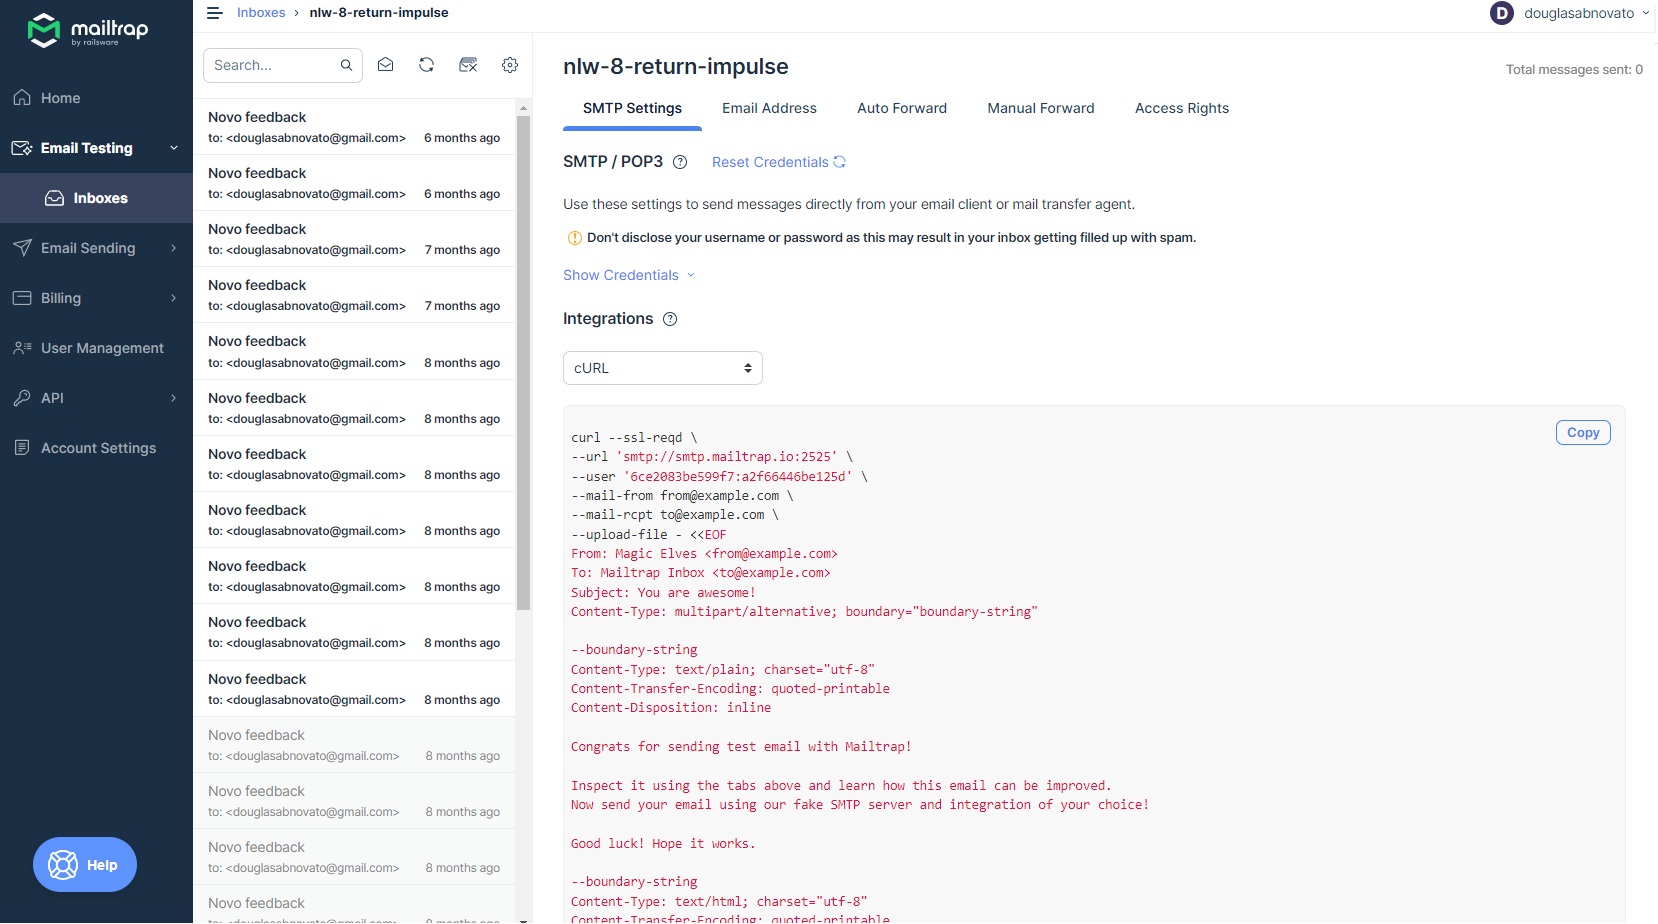 mailtrap
by railsware
Home
Email Testing
Inboxes
Email Sending
Billing
User Management
API
Account Settings
Help
Inboxes › nlw-8-return-impulse
D douglasabnovato
Search...
Novo feedback
to: <douglasabnovato@gmail.com> 6 months ago
Novo feedback
to: <douglasabnovato@gmail.com> 6 months ago
Novo feedback
to: <douglasabnovato@gmail.com> 7 months ago
Novo feedback
to: <douglasabnovato@gmail.com> 7 months ago
Novo feedback
to: <douglasabnovato@gmail.com> 8 months ago
Novo feedback
to: <douglasabnovato@gmail.com> 8 months ago
Novo feedback
to: <douglasabnovato@gmail.com> 8 months ago
Novo feedback
to: <douglasabnovato@gmail.com> 8 months ago
Novo feedback
to: <douglasabnovato@gmail.com> 8 months ago
Novo feedback
to: <douglasabnovato@gmail.com> 8 months ago
Novo feedback
to: <douglasabnovato@gmail.com> 8 months ago
Novo feedback
to: <douglasabnovato@gmail.com> 8 months ago
Novo feedback
to: <douglasabnovato@gmail.com> 8 months ago
Novo feedback
to: <douglasabnovato@gmail.com> 8 months ago
Novo feedback
to: <douglasabnovato@gmail.com> 8 months ago
nlw-8-return-impulse
Total messages sent: 0
SMTP Settings Email Address Auto Forward Manual Forward Access Rights
SMTP / POP3 Reset Credentials
Use these settings to send messages directly from your email client or mail transfer agent.
Don't disclose your username or password as this may result in your inbox getting filled up with spam.
Show Credentials
Integrations
cURL
Copy
curl --ssl-reqd \
--url 'smtp://smtp.mailtrap.io:2525' \
--user '6ce2083be599f7:a2f66446be125d' \
--mail-from from@example.com \
--mail-rcpt to@example.com \
--upload-file - <<EOF
From: Magic Elves <from@example.com>
To: Mailtrap Inbox <to@example.com>
Subject: You are awesome!
Content-Type: multipart/alternative; boundary="boundary-string"
--boundary-string
Content-Type: text/plain; charset="utf-8"
Content-Transfer-Encoding: quoted-printable
Content-Disposition: inline
Congrats for sending test email with Mailtrap!
Inspect it using the tabs above and learn how this email can be improved.
Now send your email using our fake SMTP server and integration of your choice!
Good luck! Hope it works.
--boundary-string
Content-Type: text/html; charset="utf-8"
Content-Transfer-Encoding: quoted-printable